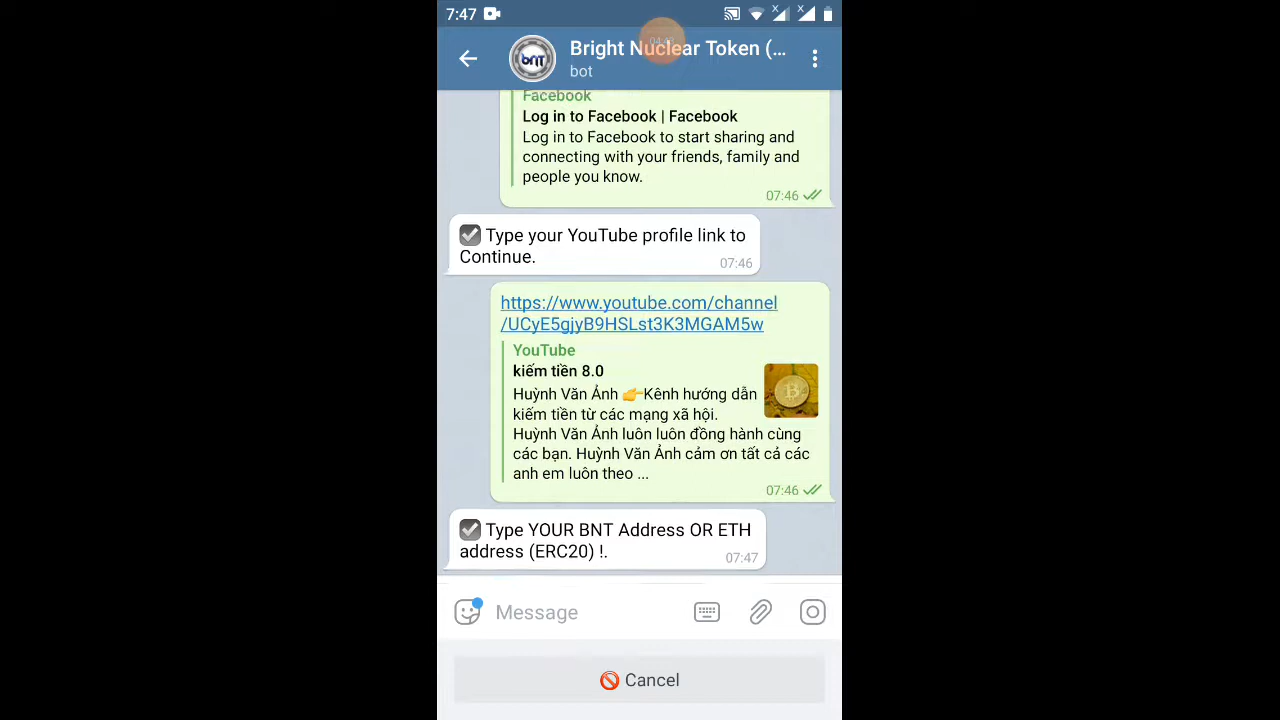 7:47
04:47
Bright Nuclear Token (...
bnt
bot
Facebook
Log in to Facebook | Facebook
Log in to Facebook to start sharing and
connecting with your friends, family and
people you know.
07:46
Type your YouTube profile link to
Continue.
07:46
https://www.youtube.com/channel
/UCyE5gjyB9HSLst3K3MGAM5w
YouTube
kiếm tiền 8.0
Huỳnh Văn Ảnh 👉Kênh hướng dẫn
kiếm tiền từ các mạng xã hội.
Huỳnh Văn Ảnh luôn luôn đồng hành cùng
các bạn. Huỳnh Văn Ảnh cảm ơn tất cả các
anh em luôn theo ...
07:46
Type YOUR BNT Address OR ETH
address (ERC20) !.
07:47
Message
Cancel